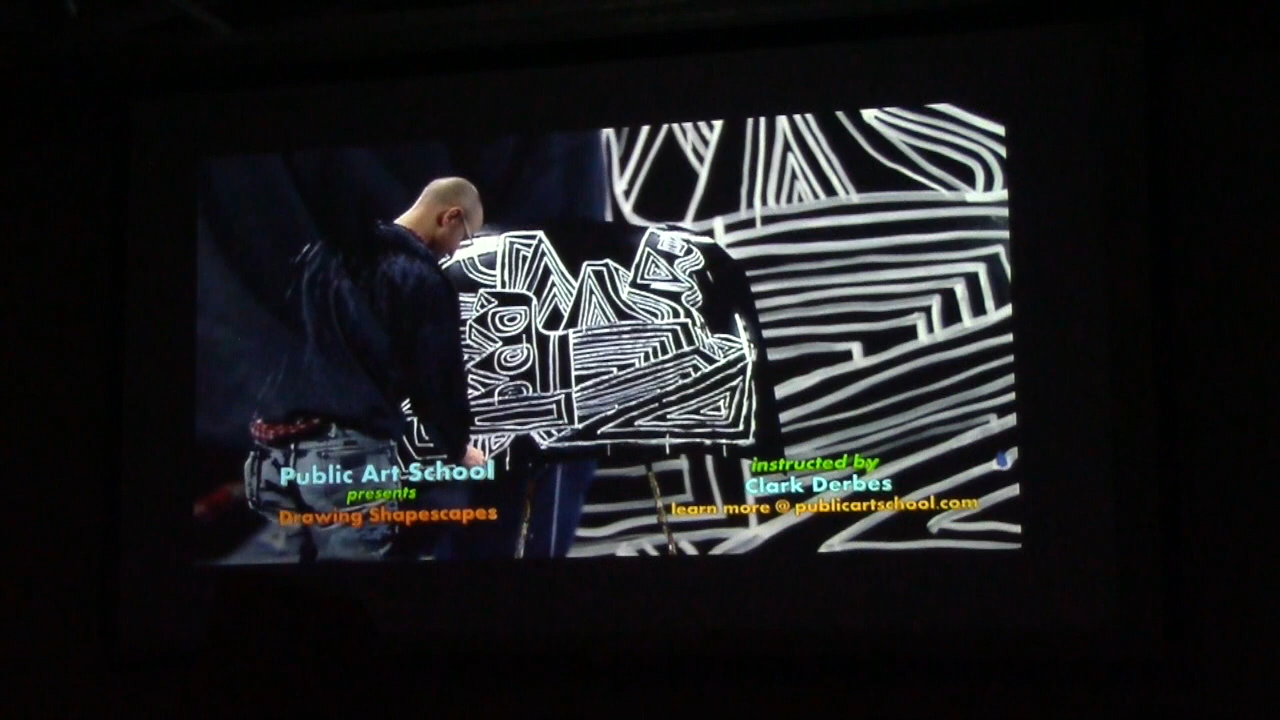 Public Art School
presents
Drawing Shapescapes
instructed by
Clark Derbes
learn more @ publicartschool.com